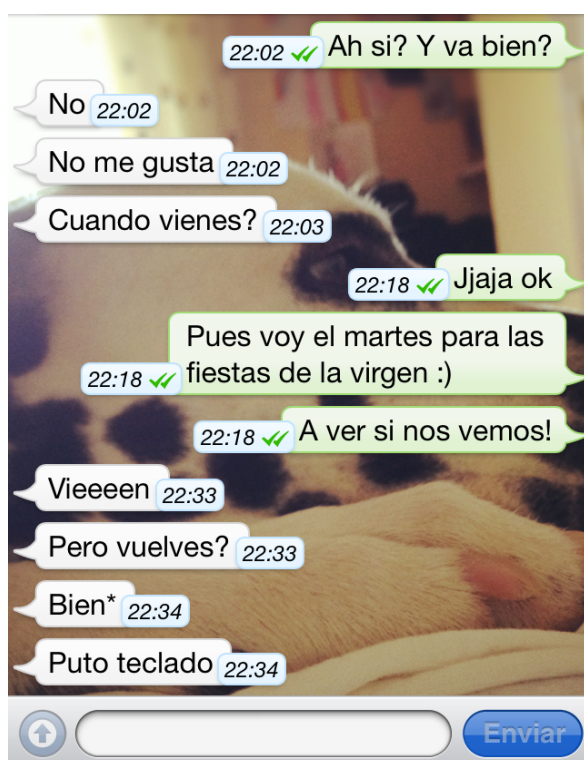 22:02 Ah si? Y va bien?
No 22:02
No me gusta 22:02
Cuando vienes? 22:03
22:18 Jjaja ok
Pues voy el martes para las
22:18 fiestas de la virgen :)
22:18 A ver si nos vemos!
Vieeeen 22:33
Pero vuelves? 22:33
Bien* 22:34
Puto teclado 22:34
Enviar